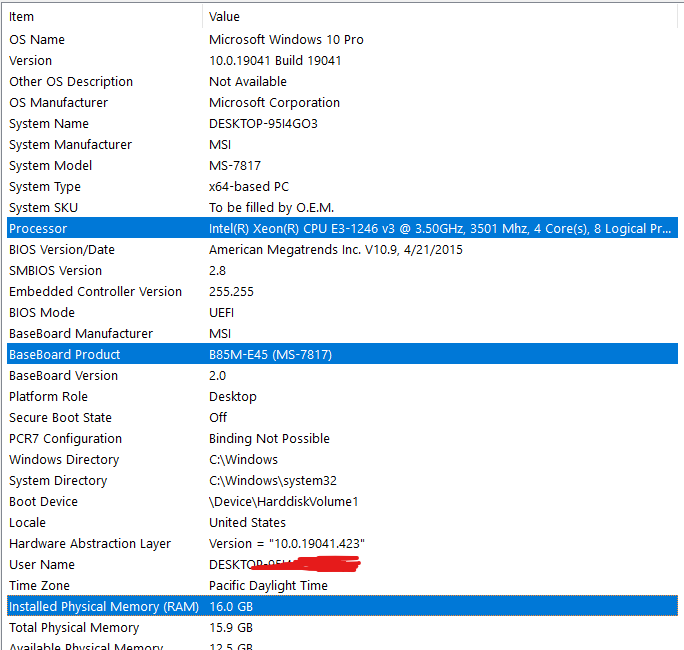 Item Value
OS Name Microsoft Windows 10 Pro
Version 10.0.19041 Build 19041
Other OS Description Not Available
OS Manufacturer Microsoft Corporation
System Name DESKTOP-95I4GO3
System Manufacturer MSI
System Model MS-7817
System Type x64-based PC
System SKU To be filled by O.E.M.
Processor Intel(R) Xeon(R) CPU E3-1246 v3 @ 3.50GHz, 3501 Mhz, 4 Core(s), 8 Logical Pr...
BIOS Version/Date American Megatrends Inc. V10.9, 4/21/2015
SMBIOS Version 2.8
Embedded Controller Version 255.255
BIOS Mode UEFI
BaseBoard Manufacturer MSI
BaseBoard Product B85M-E45 (MS-7817)
BaseBoard Version 2.0
Platform Role Desktop
Secure Boot State Off
PCR7 Configuration Binding Not Possible
Windows Directory C:\Windows
System Directory C:\Windows\system32
Boot Device \Device\HarddiskVolume1
Locale United States
Hardware Abstraction Layer Version = "10.0.19041.423"
User Name
Time Zone Pacific Daylight Time
Installed Physical Memory (RAM) 16.0 GB
Total Physical Memory 15.9 GB
Available Physical Memory 12.5 GB